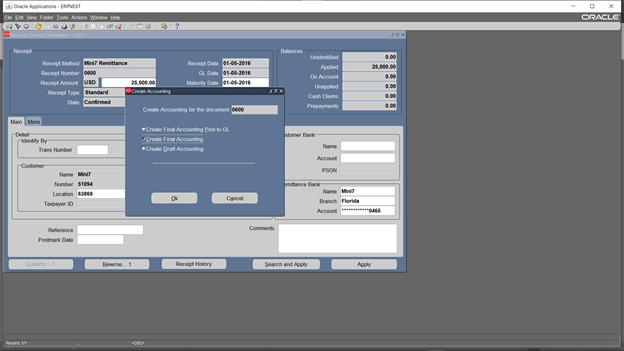 Oracle Applications - ERPNEXT
File Edit View Folder Tools Actions Window Help
ORACLE
Receipt
Receipt Method Mini7 Remittance
Receipt Number 0600
Receipt Amount USD 25,000.00
Receipt Type Standard
State Confirmed
Receipt Date 01-05-2016
GL Date 01-05-2016
Maturity Date 01-05-2016
Balances
Unidentified 0.00
Applied 25,000.00
On Account 0.00
Unapplied 0.00
Cash Claims 0.00
Prepayments 0.00
Create Accounting
Create Accounting for the document 0600
Create Final Accounting Post to GL
Create Final Accounting
Create Draft Accounting
Ok Cancel
Main More
Detail
Identify By
Trans Number
Customer
Name Mini7
Number 51094
Location 63869
Taxpayer ID
Customer Bank
Name
Account
PSON
Remittance Bank
Name Mini7
Branch Florida
Account ************0465
Reference
Postmark Date
Comments
Confirm... 1 Reverse... 1 Receipt History Search and Apply Apply
Record: 1/1 <OSC>